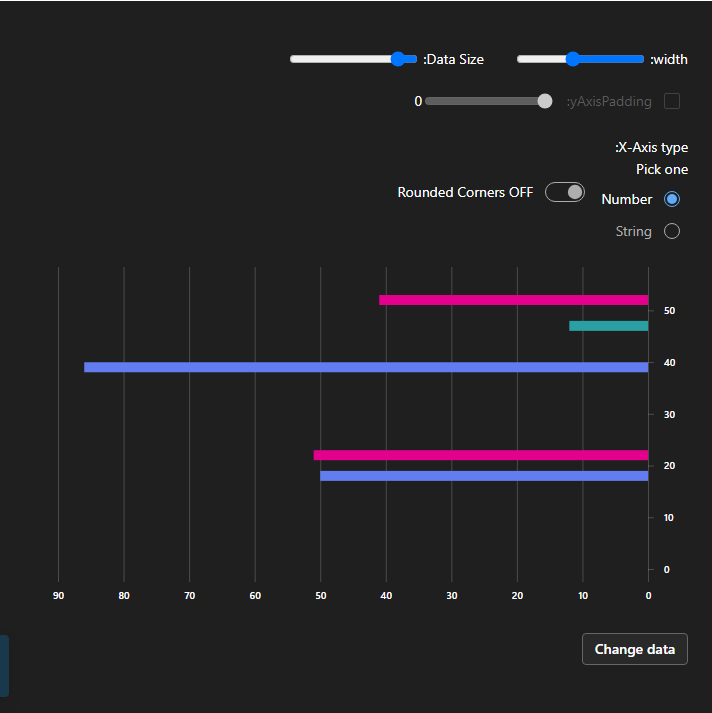 :width
:Data Size
:yAxisPadding
0
:X-Axis type
Pick one
Number
Rounded Corners OFF
String
50
40
30
20
10
0
90 80 70 60 50 40 30 20 10 0
Change data